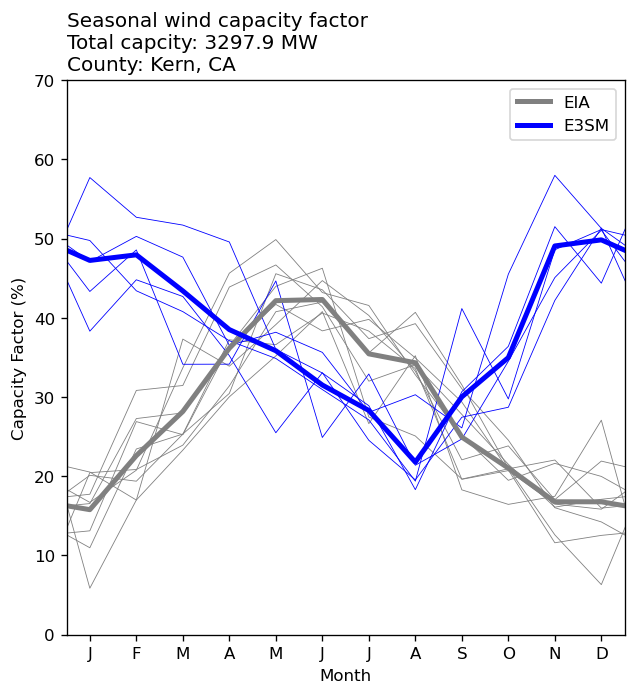 Seasonal wind capacity factor
Total capcity: 3297.9 MW
County: Kern, CA
EIA
E3SM
Capacity Factor (%)
70
60
50
40
30
20
10
0
J F M A M J J A S O N D
Month